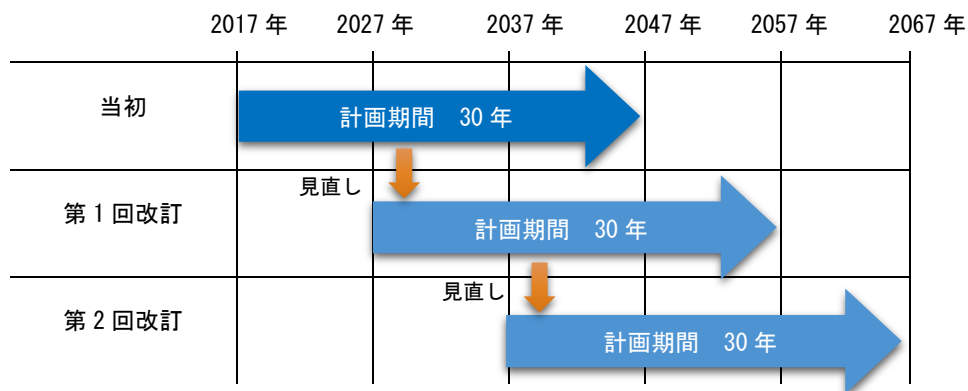 2017 年 2027 年 2037 年 2047 年 2057 年 2067 年
当初
計画期間 30 年
見直し
第 1 回改訂
計画期間 30 年
見直し
第 2 回改訂
計画期間 30 年